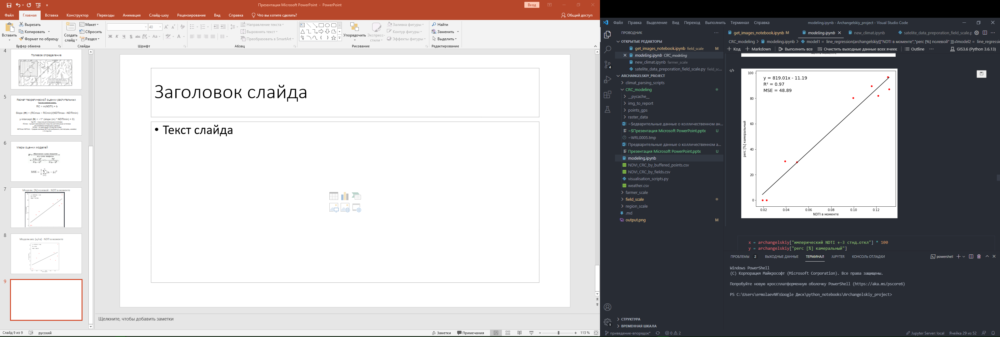 Презентация Microsoft PowerPoint - PowerPoint
Вход
Файл Главная Вставка Конструктор Переходы Анимация Слайд-шоу Рецензирование Вид Справка Что вы хотите сделать? Общий доступ
Вставить
Вырезать
Копировать
Формат по образцу
Буфер обмена
Создать слайд
Макет
Сбросить
Раздел
Слайды
40
Ж К Ч S abc AV Aa A
Шрифт
Направление текста
Выровнять текст
Преобразовать в SmartArt
Абзац
Упорядочить
Экспресс-стили
Заливка фигуры
Контур фигуры
Эффекты фигуры
Рисование
Найти
Заменить
Выделить
Редактирование
4
Полевое определение
5
Расчет теоретической оценки растительных
RC = m(NDTI) + b
Slope (m) = (RCmax − RCmin)/(NDTImax −NDTImin)
y-intercept (b) = −1* (slope (m) * NDTImin) + 0)
6
Меры оценки моделей
7
Модели. [%] полевой - NDTI в моменте
8
Модели.вес [ц/га] - NDTI в моменте
9
Заголовок слайда
• Текст слайда
Щелкните, чтобы добавить заметки
Слайд 9 из 9 русский Заметки Примечания 113 %
Файл Правка Выделение Вид Переход Выполнить Терминал Справка modeling.ipynb - Archangelskiy_project - Visual Studio Code
ПРОВОДНИК
ОТКРЫТЫЕ РЕДАКТОРЫ
get_images_notebook.ipynb field_scale M
modeling.ipynb CRC_modeling
new_climat.ipynb farmer_scale
satelite_data_preporation_field_scale.py field_sc...
ARCHANGELSKIY_PROJECT
climat_parsing_scripts
CRC_modeling
__pycache__
img_to_report
points_gps
raster_data
~$едварительные данные о колличественном ан...
~$Презентация Microsoft PowerPoint.pptx U
~WRL0005.tmp
Предварительные данные о колличественном а...
Презентация Microsoft PowerPoint.pptx U
modeling.ipynb
NDVI_CRC_by_buffered_points.csv
NDVI_CRC_by_fields.csv
visualisation_scripts.py
weather.csv
farmer_scale
field_scale
region_scale
.md
output.png M
СТРУКТУРА
ВРЕМЕННАЯ ШКАЛА
get_images_notebook.ipynb M modeling.ipynb new_climat.ipynb satelite_data_preporation_field_scale.p
CRC_modeling > modeling.ipynb > model1 = line_regression(archangelskiy[["NDTI в моменте","perc [%] полевой" ]])model2 = line_regressi
Код Markdown Выполнить все Очистить выходные данные всех ячеек Outline GIS3.6 (Python 3.6.13)
y = 819.01x - 11.19
R² = 0.97
MSE = 48.89
100
80
60
40
20
0
perc [%] камеральный
0.02 0.04 0.06 0.08 0.10 0.12
NDTI в моменте
x = archangelskiy["имперический NDTI +-3 стнд.откл"] * 100
y = archangelskiy["perc [%] камеральный"]
ПРОБЛЕМЫ 2 ВЫХОДНЫЕ ДАННЫЕ ТЕРМИНАЛ JUPYTER КОНСОЛЬ ОТЛАДКИ powershell
Windows PowerShell
(C) Корпорация Майкрософт (Microsoft Corporation). Все права защищены.
Попробуйте новую кроссплатформенную оболочку PowerShell (https://aka.ms/pscore6)
PS C:\Users\ermolaevNR\Google Диск\python_notebooks\Archangelskiy_project>
приведение-впорядок* 0 2 Jupyter Server: local Ячейка 29 из 52